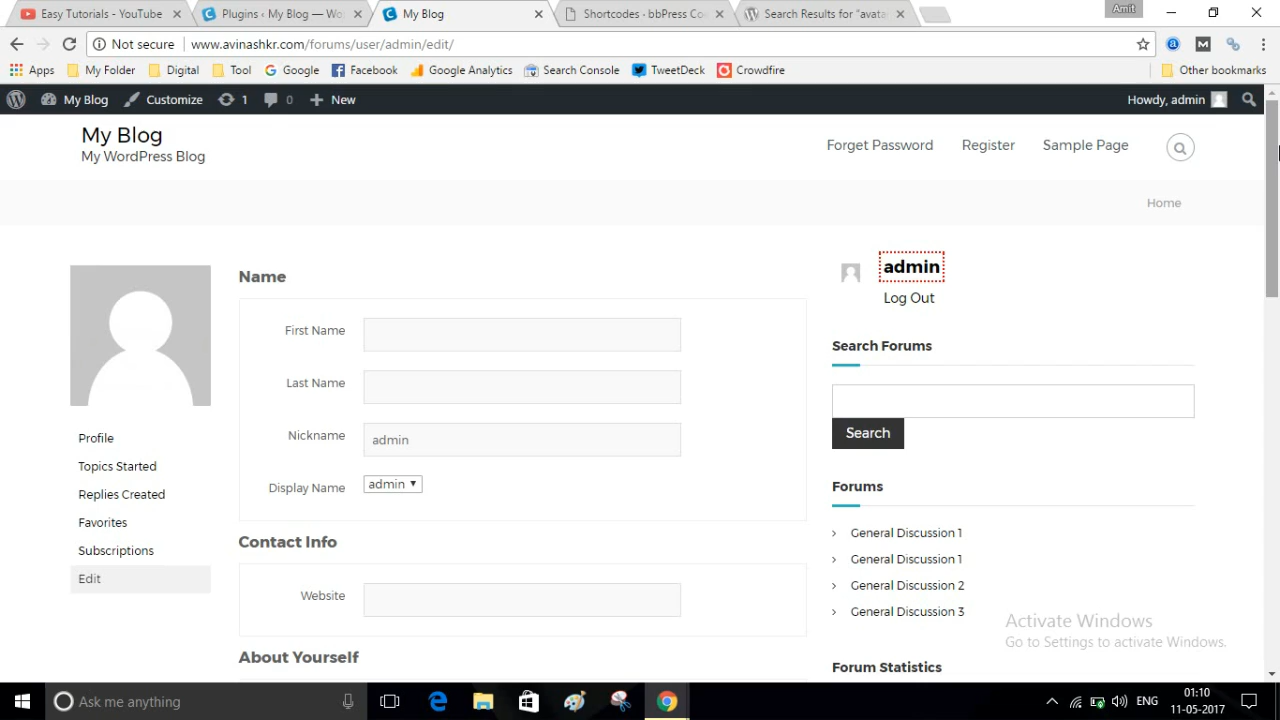 Easy Tutorials - YouTube
Plugins ‹ My Blog — Wo
My Blog
Shortcodes · bbPress Co
Search Results for "avata
Amit
Not secure
www.avinashkr.com/forums/user/admin/edit/
Apps
My Folder
Digital
Tool
Google
Facebook
Google Analytics
Search Console
TweetDeck
Crowdfire
Other bookmarks
My Blog
Customize
1
0
New
Howdy, admin
My Blog
My WordPress Blog
Forget Password
Register
Sample Page
Home
Profile
Topics Started
Replies Created
Favorites
Subscriptions
Edit
Name
First Name
Last Name
Nickname
admin
Display Name
admin
Contact Info
Website
About Yourself
admin
Log Out
Search Forums
Search
Forums
General Discussion 1
General Discussion 1
General Discussion 2
General Discussion 3
Forum Statistics
Activate Windows
Go to Settings to activate Windows.
Ask me anything
ENG
01:10
11-05-2017